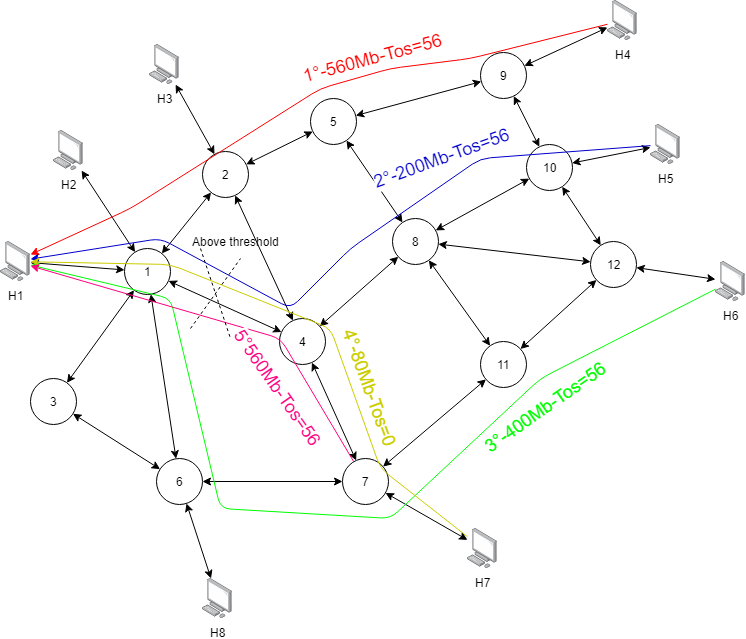 H4
1°-560Mb-Tos=56
9
H3
5
2°-200Mb-Tos=56
H5
10
2
H2
Above threshold
8
12
H1
1
H6
4
5°560Mb-Tos=56
4°-80Mb-Tos=0
11
3
3°-400Mb-Tos=56
6
7
H7
H8